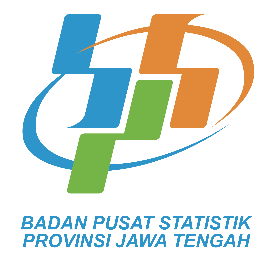 BADAN PUSAT STATISTIK
PROVINSI JAWA TENGAH